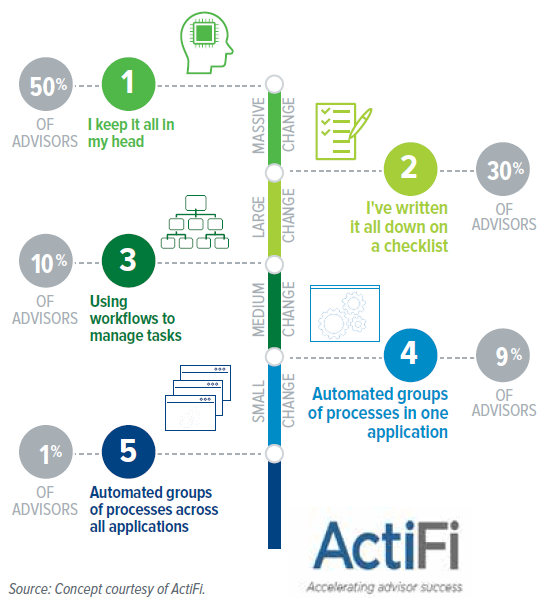 50%
OF
ADVISORS
1
I keep it all in
my head
MASSIVE
CHANGE
2
I've written
it all down on
a checklist
30%
OF
ADVISORS
LARGE
CHANGE
10%
OF
ADVISORS
3
Using
workflows to
manage tasks
MEDIUM
CHANGE
4
Automated groups
of processes in one
application
9%
OF
ADVISORS
SMALL
CHANGE
1%
OF
ADVISORS
5
Automated groups
of processes across
all applications
ActiFi
Accelerating advisor success
Source: Concept courtesy of ActiFi.